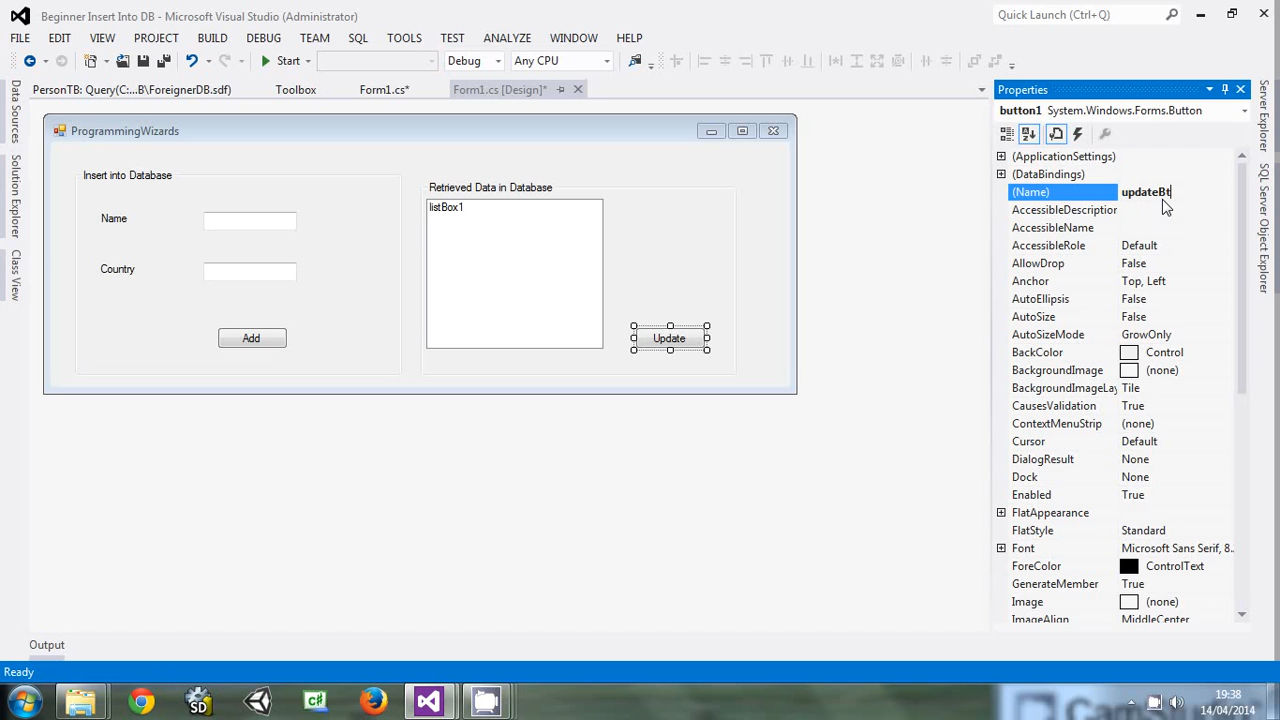 Beginner Insert Into DB - Microsoft Visual Studio (Administrator)
Quick Launch (Ctrl+Q)
FILE EDIT VIEW PROJECT BUILD DEBUG TEAM SQL TOOLS TEST ANALYZE WINDOW HELP
Start Debug Any CPU
PersonTB: Query(C:...B\ForeignerDB.sdf) Toolbox Form1.cs* Form1.cs [Design]*
Data Sources
Solution Explorer
Class View
ProgrammingWizards
Insert into Database
Name
Country
Add
Retrieved Data in Database
listBox1
Update
Properties
button1 System.Windows.Forms.Button
(ApplicationSettings)
(DataBindings)
(Name) updateBt
AccessibleDescription
AccessibleName
AccessibleRole Default
AllowDrop False
Anchor Top, Left
AutoEllipsis False
AutoSize False
AutoSizeMode GrowOnly
BackColor Control
BackgroundImage (none)
BackgroundImageLay Tile
CausesValidation True
ContextMenuStrip (none)
Cursor Default
DialogResult None
Dock None
Enabled True
FlatAppearance
FlatStyle Standard
Font Microsoft Sans Serif, 8...
ForeColor ControlText
GenerateMember True
Image (none)
ImageAlign MiddleCenter
Server Explorer
SQL Server Object Explorer
Output
Ready
SD
C#
19:38
14/04/2014